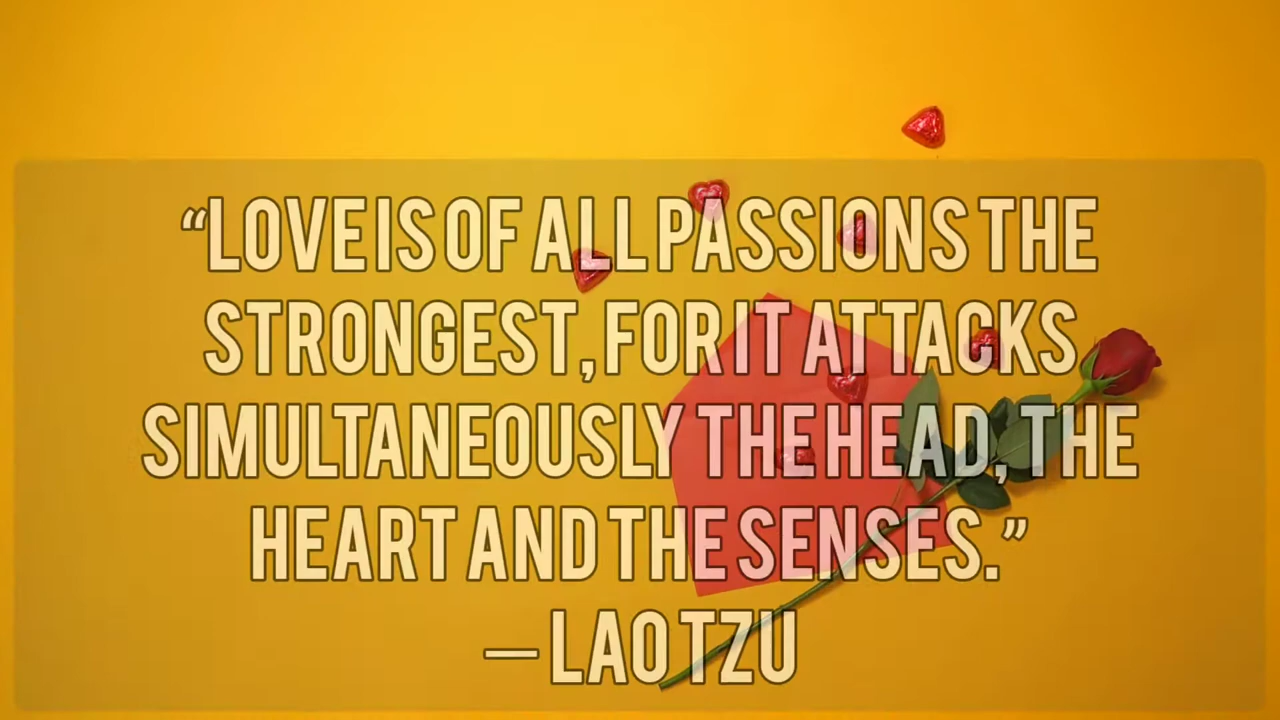 “LOVE IS OF ALL PASSIONS THE
STRONGEST, FOR IT ATTACKS
SIMULTANEOUSLY THE HEAD, THE
HEART AND THE SENSES.”
– LAO TZU